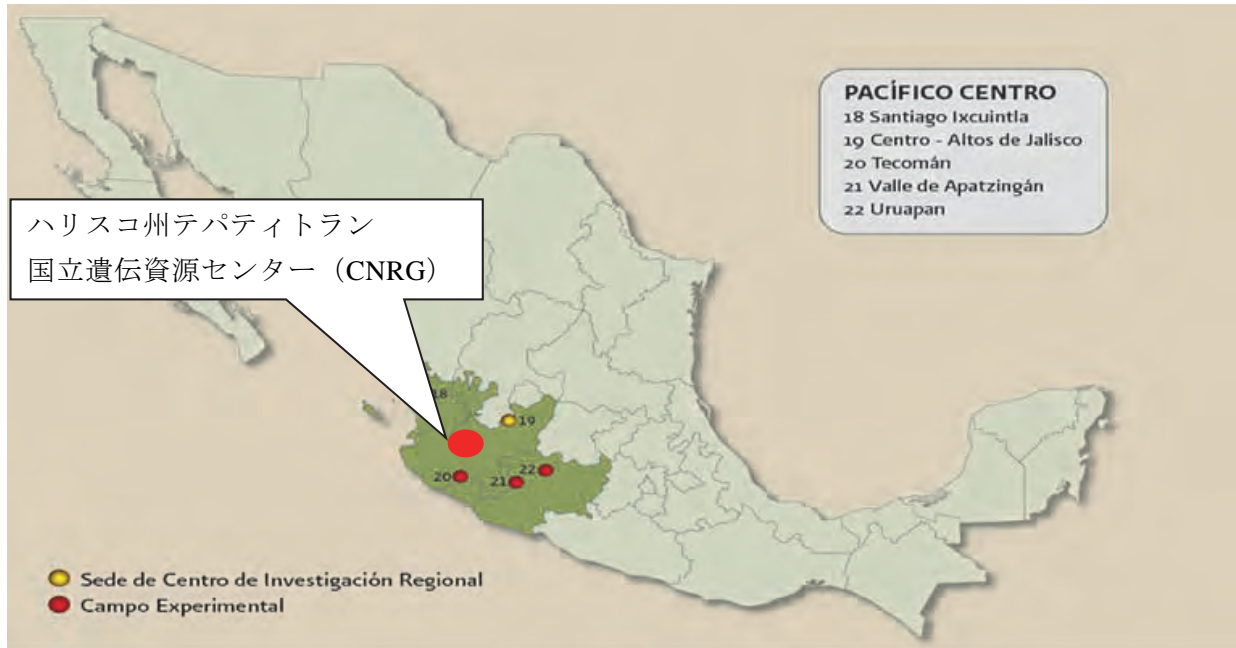 PACÍFICO CENTRO
18 Santiago Ixcuintla
19 Centro - Altos de Jalisco
20 Tecomán
21 Valle de Apatzingán
22 Uruapan
ハリスコ州テパティトラン
国立遺伝資源センター（CNRG）
18
19
20
21
22
Sede de Centro de Investigación Regional
Campo Experimental